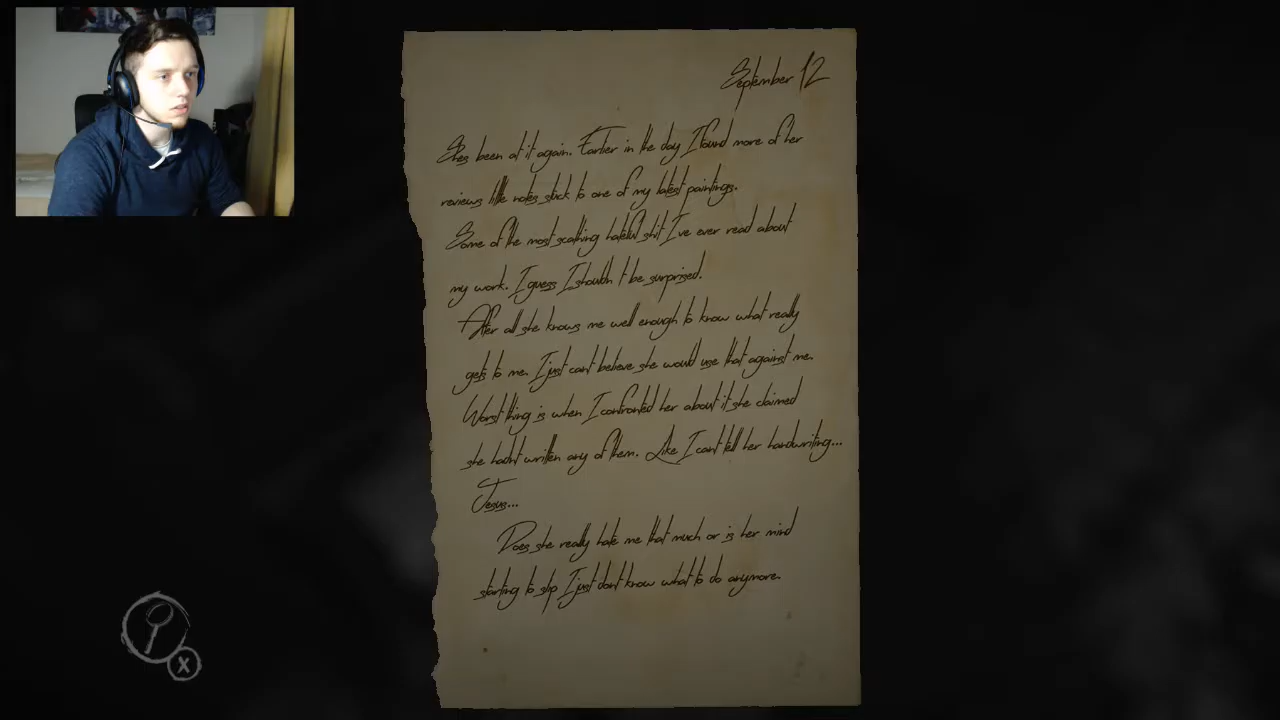 September 12
Shes been at it again. Earlier in the day I found more of her
reviews little notes stuck to one of my latest paintings.
Some of the most scathing hateful shit I've ever read about
my work. I guess I shouldn t be surprised.
After all she knows me well enough to know what really
gets to me. I just cant believe she would use that against me.
Worst thing is when I confronted her about it she claimed
she hadnt written any of them. Like I cant tell her handwriting...
Jesus...
Does she really hate me that much or is her mind
starting to slip I just dont know what to do anymore.
X